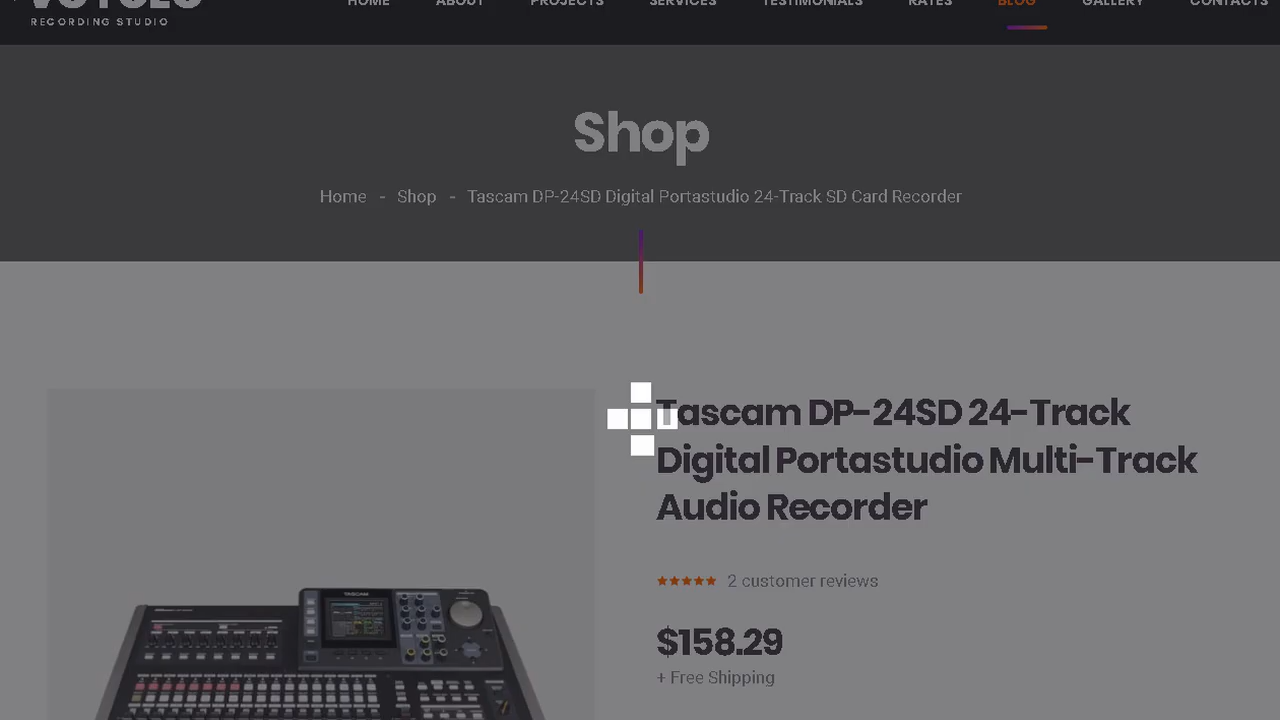 RECORDING STUDIO
HOME ABOUT PROJECTS SERVICES TESTIMONIALS RATES BLOG GALLERY CONTACTS
Shop
Home - Shop - Tascam DP-24SD Digital Portastudio 24-Track SD Card Recorder
Tascam DP-24SD 24-Track
Digital Portastudio Multi-Track
Audio Recorder
2 customer reviews
$158.29
+ Free Shipping
TASCAM